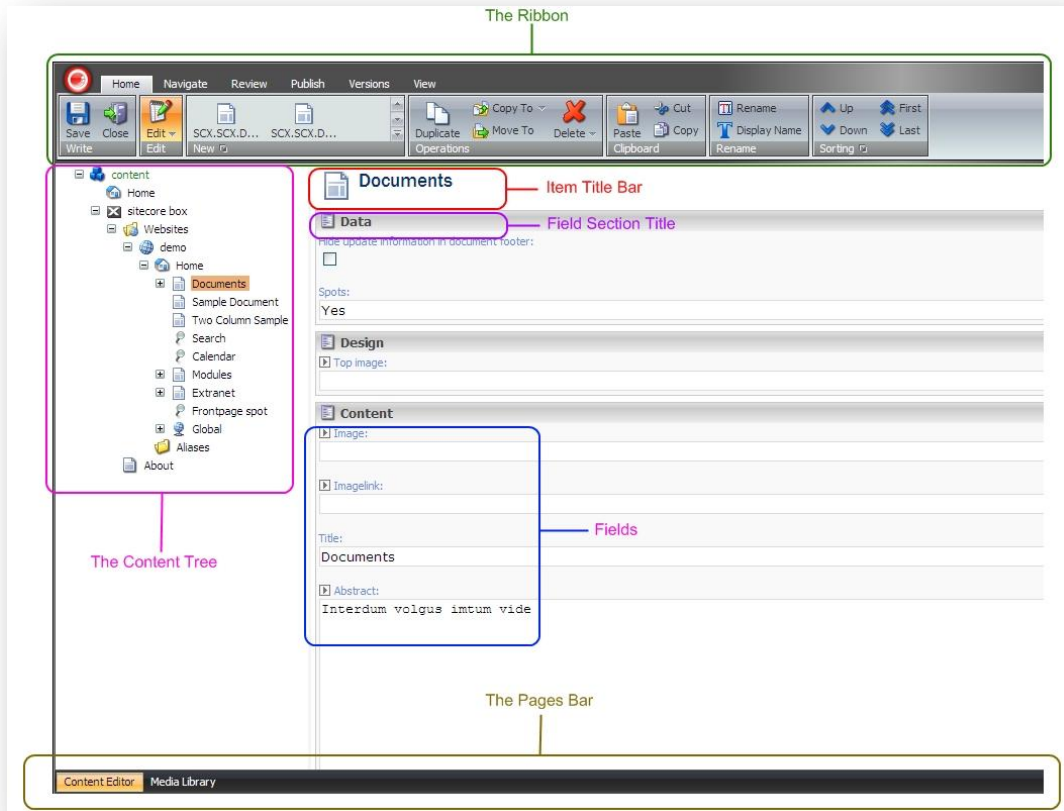 The Ribbon
Home Navigate Review Publish Versions View
Save Close Edit SCX.SCX.D... SCX.SCX.D... Duplicate Copy To Move To Delete Paste Cut Copy Rename Display Name Up Down First Last
Write Edit New Operations Clipboard Rename Sorting
content
Home
sitecore box
Websites
demo
Home
Documents
Sample Document
Two Column Sample
Search
Calendar
Modules
Extranet
Frontpage spot
Global
Aliases
About
The Content Tree
Documents
Item Title Bar
Data
Field Section Title
Hide update information in document footer:
Spots:
Yes
Design
Top image:
Content
Image:
Imagelink:
Fields
Title:
Documents
Abstract:
Interdum volgus imtum vide
The Pages Bar
Content Editor Media Library